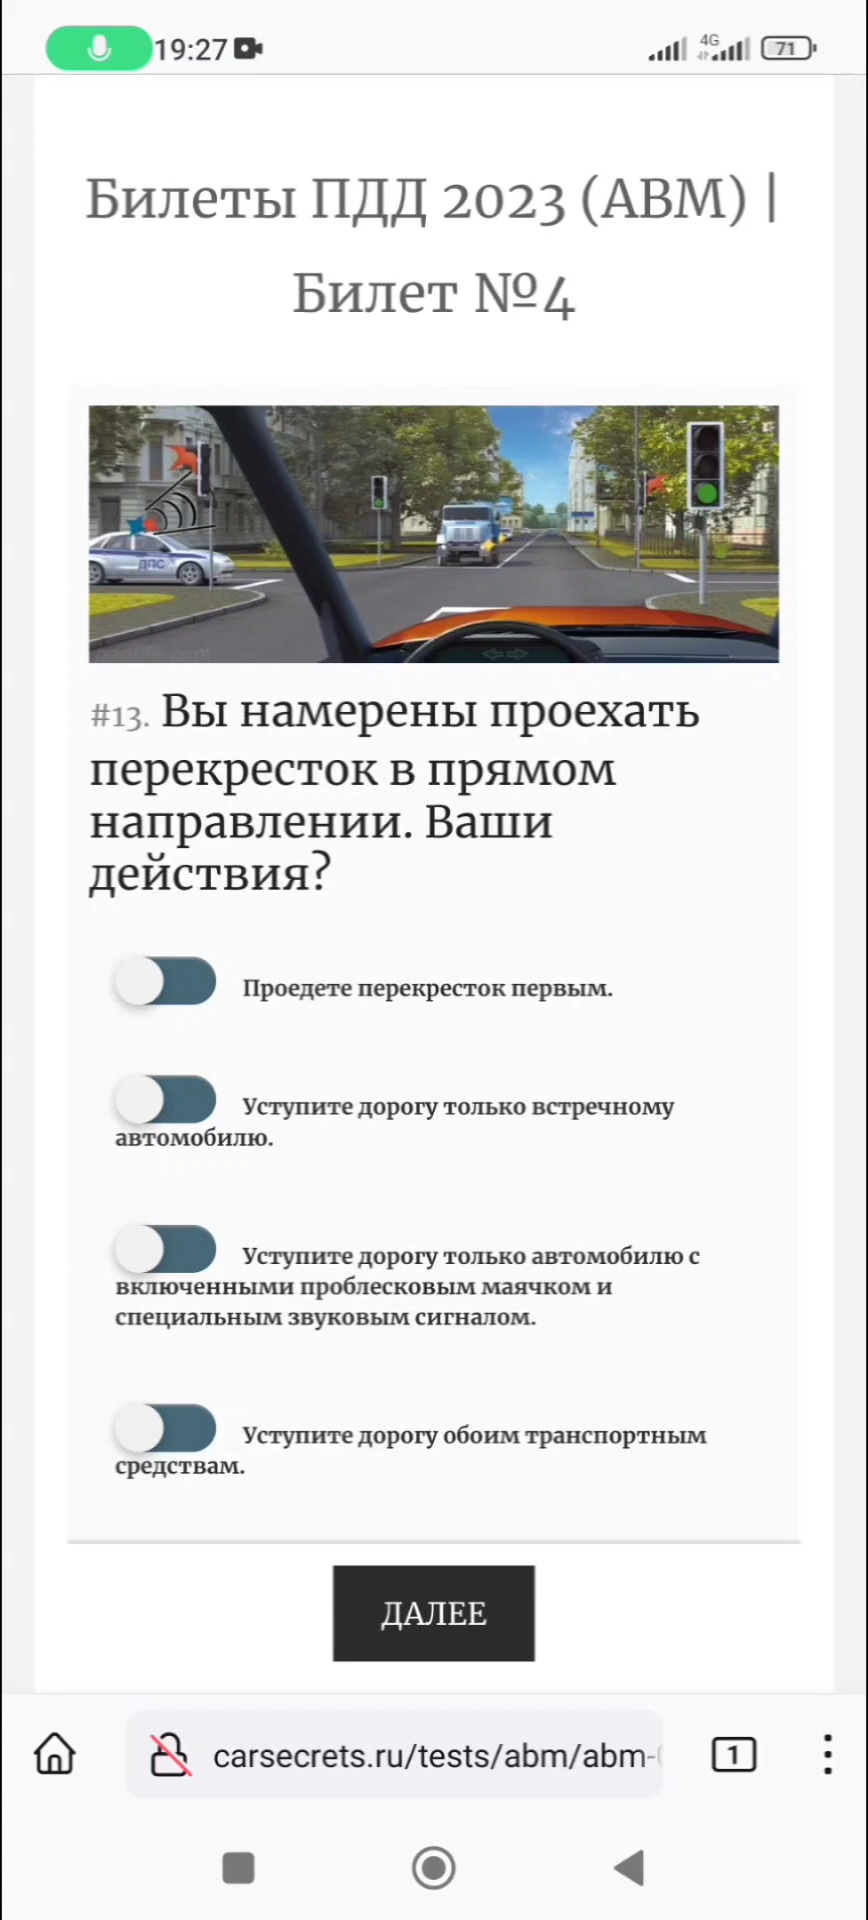 19:27
4G
71
Билеты ПДД 2023 (АВМ) |
Билет №4
ДПС
#13. Вы намерены проехать
перекресток в прямом
направлении. Ваши
действия?
Проедете перекресток первым.
Уступите дорогу только встречному
автомобилю.
Уступите дорогу только автомобилю с
включенными проблесковым маячком и
специальным звуковым сигналом.
Уступите дорогу обоим транспортным
средствам.
ДАЛЕЕ
carsecrets.ru/tests/abm/abm-
1